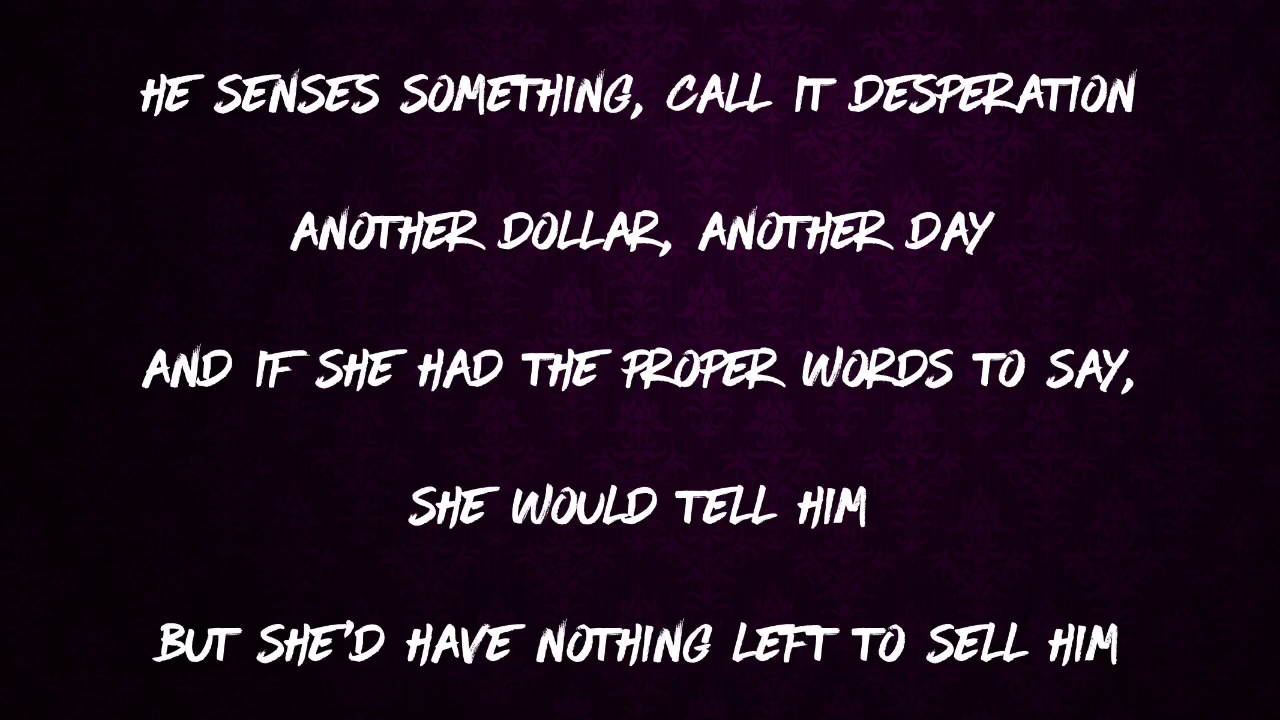 HE SENSES SOMETHING, CALL IT DESPERATION
ANOTHER DOLLAR, ANOTHER DAY
AND IF SHE HAD THE PROPER WORDS TO SAY,
SHE WOULD TELL HIM
BUT SHE'D HAVE NOTHING LEFT TO SELL HIM